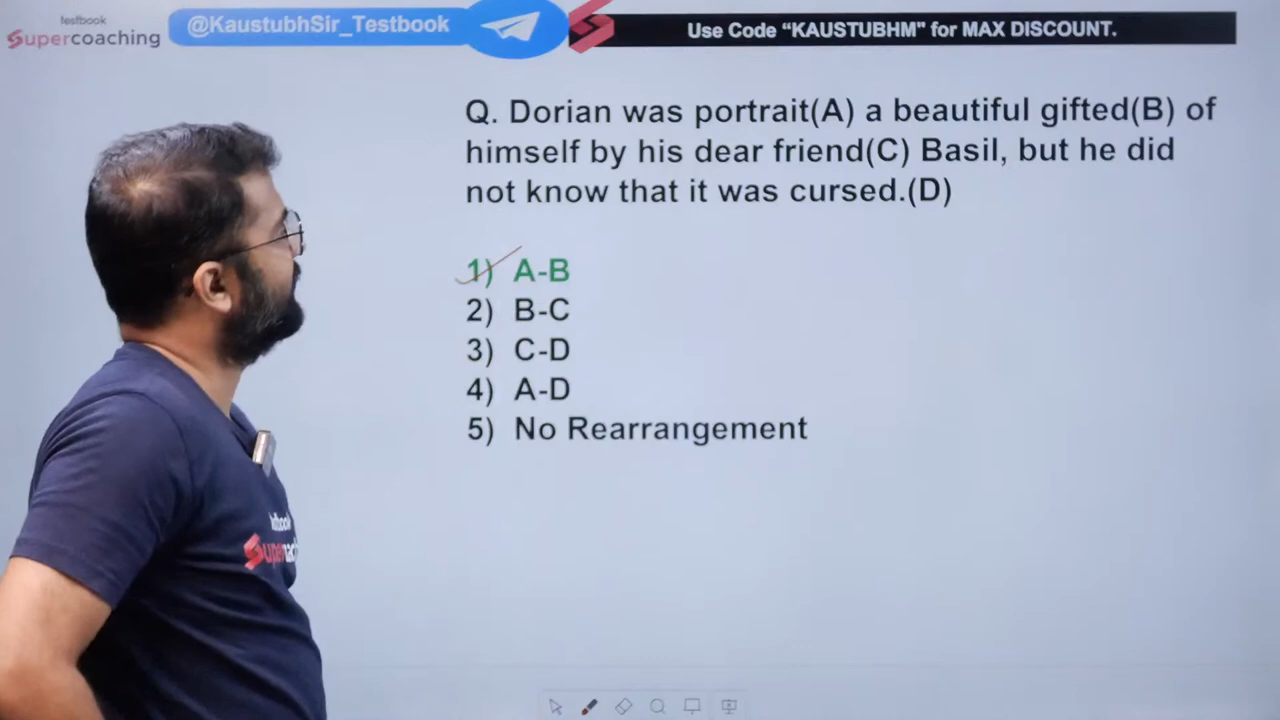 testbook
Supercoaching
@KaustubhSir_Testbook
Use Code “KAUSTUBHM" for MAX DISCOUNT.
Q. Dorian was portrait(A) a beautiful gifted(B) of
himself by his dear friend(C) Basil, but he did
not know that it was cursed.(D)
1) A-B
2) B-C
3) C-D
4) A-D
5) No Rearrangement
testbook